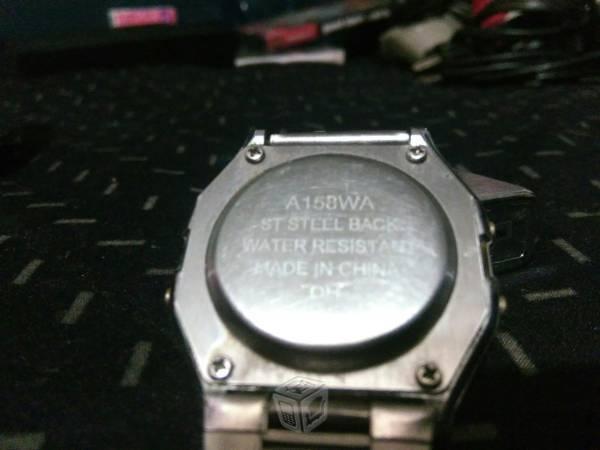 A158WA
ST STEEL BACK
WATER RESISTANT
MADE IN CHINA